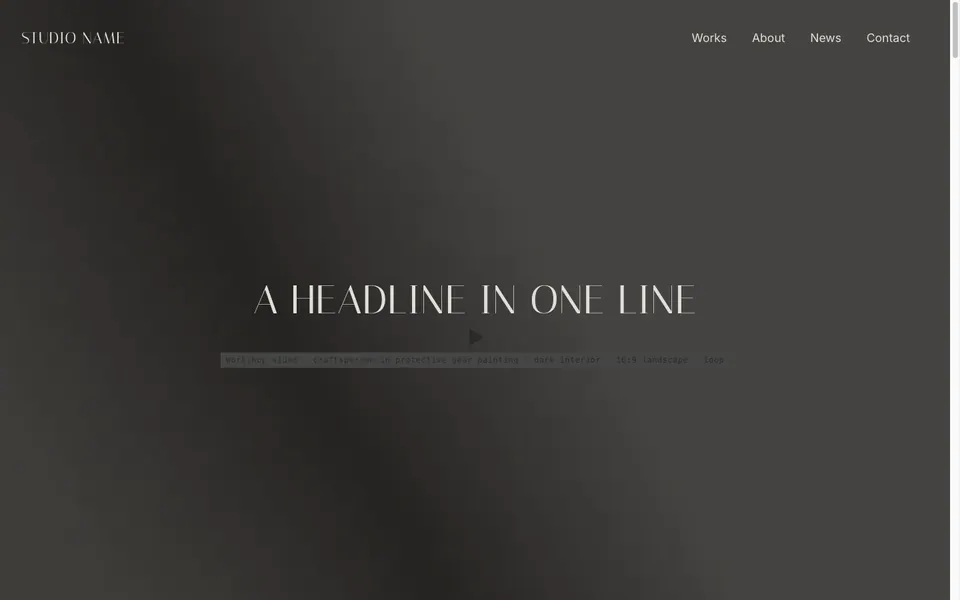 STUDIO NAME
Works
About
News
Contact
A HEADLINE IN ONE LINE
craftsperson in protective gear painting dark interior 16:9 landscape loop